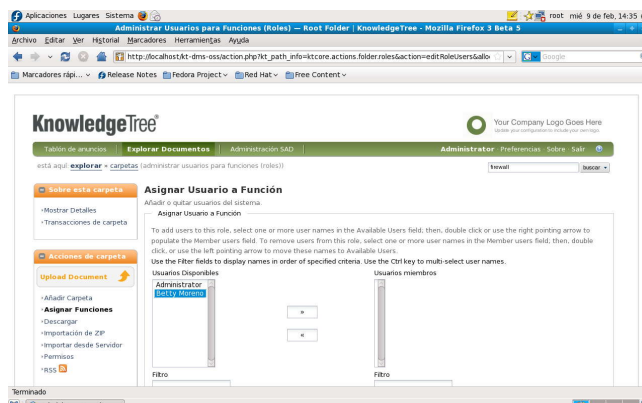 Aplicaciones Lugares Sistema root mié 9 de feb, 14:35
Administrar Usuarios para Funciones (Roles) — Root Folder | KnowledgeTree - Mozilla Firefox 3 Beta 5
Archivo Editar Ver Historial Marcadores Herramientas Ayuda
http://localhost/kt-dms-oss/action.php?kt_path_info=ktcore.actions.folder.roles&action=editRoleUsers&allo Google
Marcadores rápi... Release Notes Fedora Project Red Hat Free Content
KnowledgeTree®
Your Company Logo Goes Here
Update your configuration to include your own logo.
Tablón de anuncios Explorar Documentos Administración SAD Administrator · Preferencias · Sobre · Salir
está aquí: explorar » carpetas (administrar usuarios para funciones (roles)) firewall buscar
Sobre esta carpeta
Mostrar Detalles
Transacciones de carpeta
Acciones de carpeta
Upload Document
Añadir Carpeta
Asignar Funciones
Descargar
Importación de ZIP
Importar desde Servidor
Permisos
RSS
Asignar Usuario a Función
Añadir o quitar usuarios del sistema.
Asignar Usuario a Función
To add users to this role, select one or more user names in the Available Users field, then, double click or use the right pointing arrow to
populate the Member users field. To remove users from this role, select one or more user names in the Member users field, then, double
click, or use the left pointing arrow to move these names to Available Users.
Use the Filter fields to display names in order of specified criteria. Use the Ctrl key to multi-select user names.
Usuarios Disponibles Usuarios miembros
Administrator
Betty Moreno
»
«
Filtro Filtro
Terminado